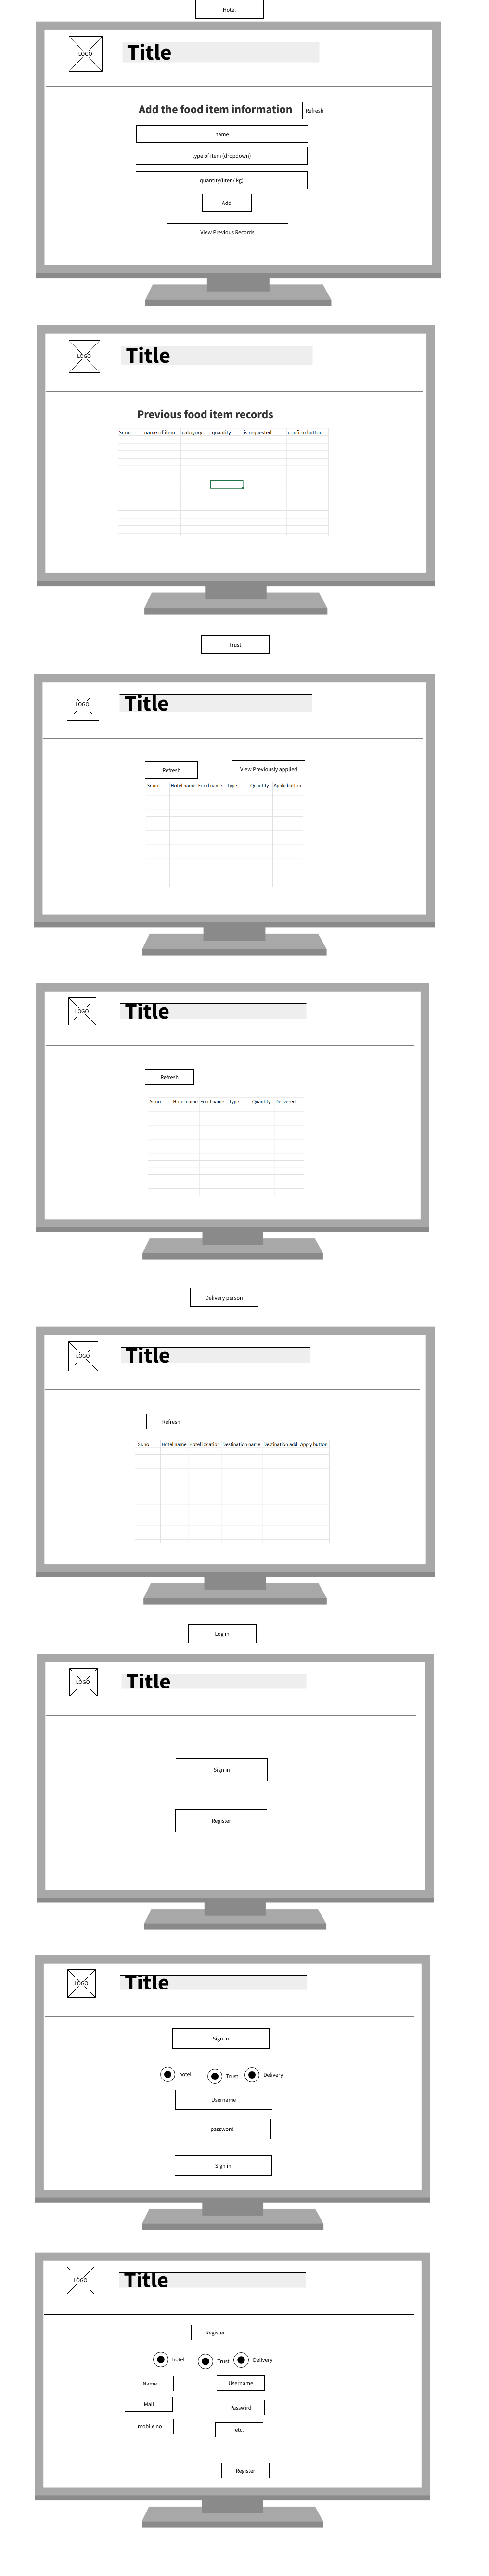 Hotel
LOGO
Title
Add the food item information
Refresh
name
type of item (dropdown)
quantity(liter / kg)
Add
View Previous Records
LOGO
Title
Previous food item records
Sr no name of item catogory quantity is requested confirm button
Trust
LOGO
Title
Refresh
View Previously applied
Sr.no Hotel name Food name Type Quantity Applu button
LOGO
Title
Refresh
Sr.no Hotel name Food name Type Quantity Delivered
Delivery person
LOGO
Title
Refresh
Sr.no Hotel name Hotel location Destination name Destination add Apply button
Log in
LOGO
Title
Sign in
Register
LOGO
Title
Sign in
hotel Trust Delivery
Username
password
Sign in
LOGO
Title
Register
hotel Trust Delivery
Name Username
Mail Passwird
mobile no etc.
Register